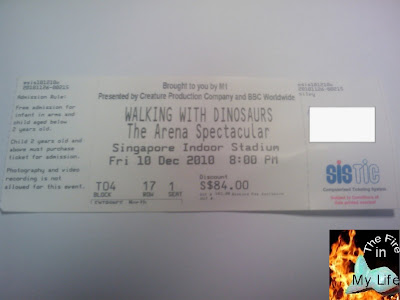 Admission Rule:
Free admission for
infant in arms and
child aged below
2 years old.
Child 2 years old and
above must purchase
ticket for admission.
Photography and
video recording is
not allowed for this event.
Brought to you by
Presented by Creature Production Company and BBC Worldwide
WALKING WITH DINOSAURS
The Arena Spectacular
Singapore Indoor Stadium
Fri 10 Dec 2010 8:00 PM
Discount
T04 17 1 S$84.00
BLOCK ROW SEAT
SISTIC
Computerised Ticketing System
The Fire
in
My Life